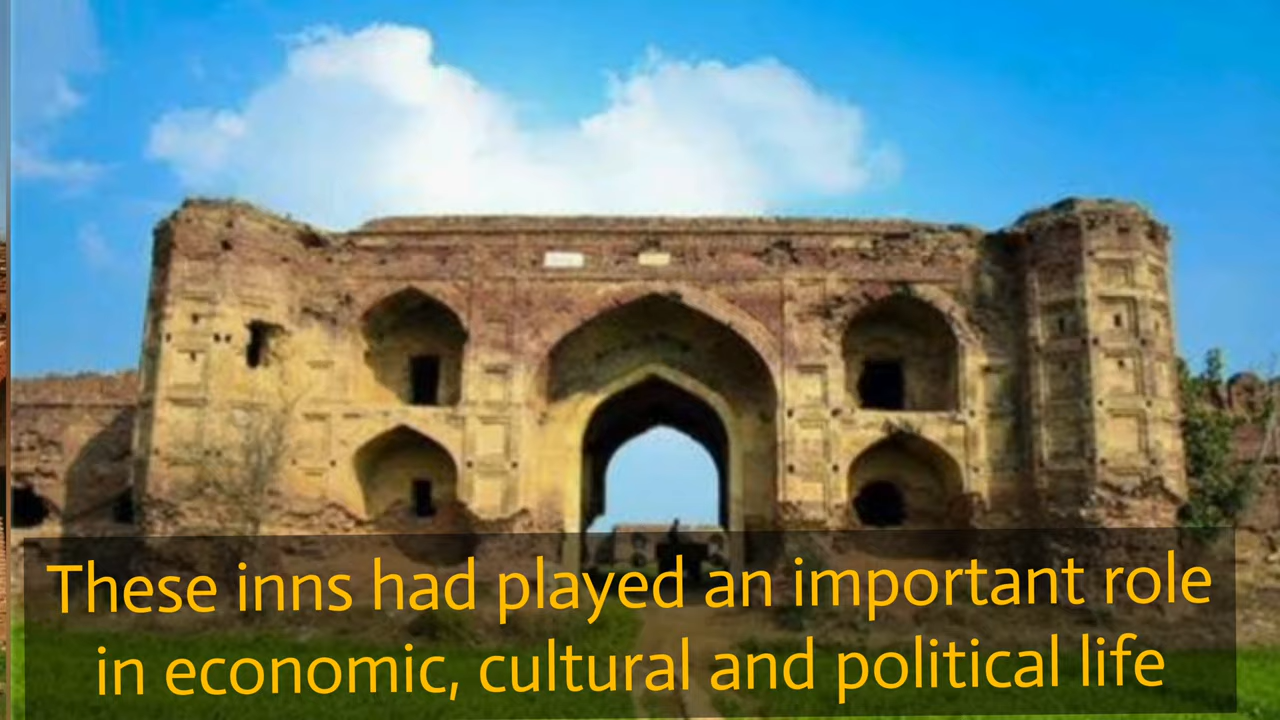 These inns had played an important role
in economic, cultural and political life